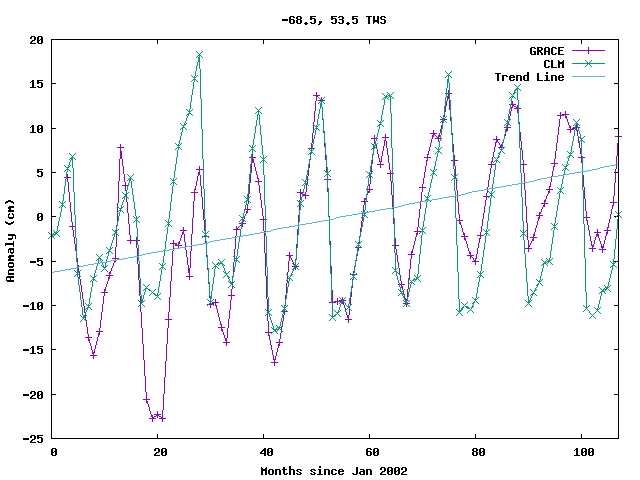 -68.5, 53.5 TWS
GRACE
CLM
Trend Line
20
15
10
5
0
-5
-10
-15
-20
-25
Anomaly (cm)
0 20 40 60 80 100
Months since Jan 2002